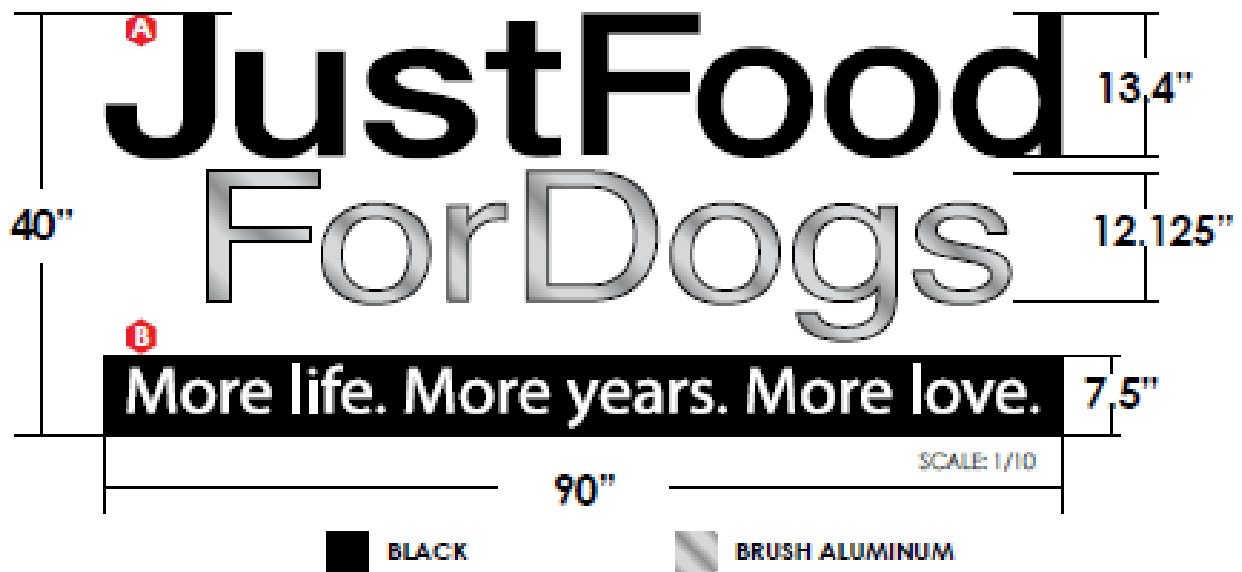 A
JustFood
13.4”
40”
ForDogs
12.125”
B
More life. More years. More love.
7.5”
SCALE: 1/10
90”
BLACK
BRUSH ALUMINUM